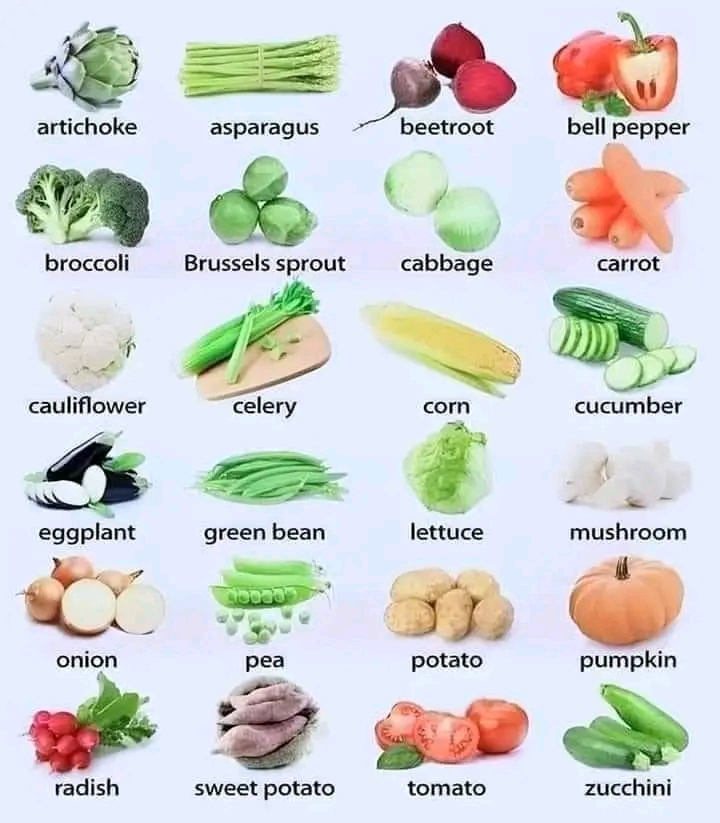 artichoke asparagus beetroot bell pepper
broccoli Brussels sprout cabbage carrot
cauliflower celery corn cucumber
eggplant green bean lettuce mushroom
onion pea potato pumpkin
radish sweet potato tomato zucchini